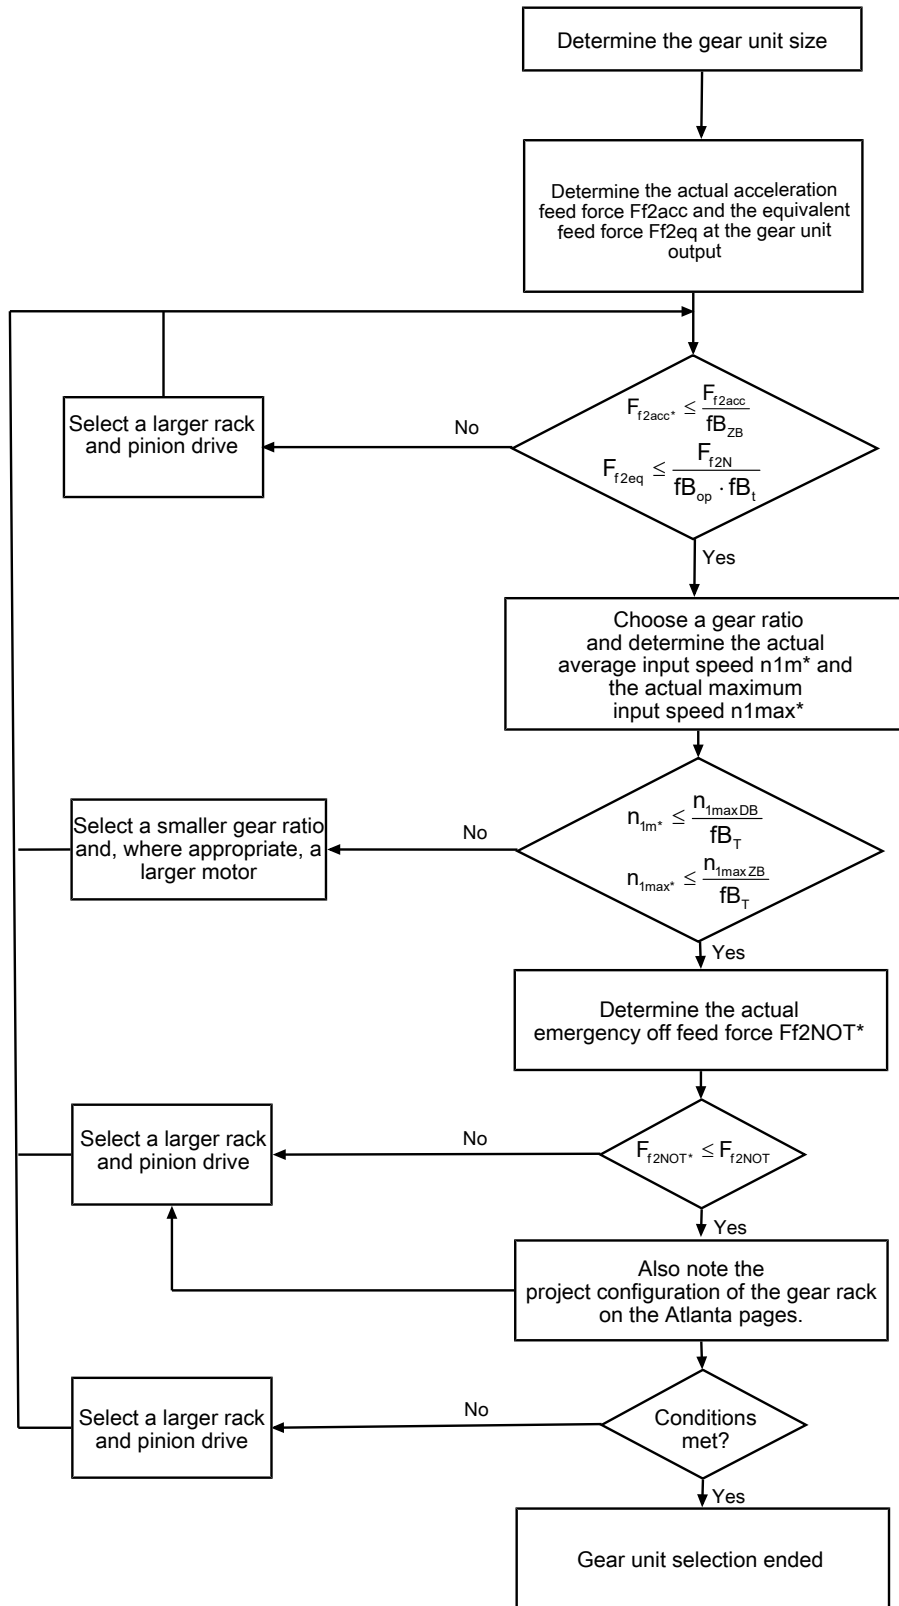 Determine the gear unit size
Determine the actual acceleration
feed force Ff2acc and the equivalent
feed force Ff2eq at the gear unit
output
Select a larger rack
and pinion drive
No
F_f2acc* ≤ F_f2acc / fB_ZB
F_f2eq ≤ F_f2N / fB_op · fB_t
Yes
Choose a gear ratio
and determine the actual
average input speed n1m* and
the actual maximum
input speed n1max*
Select a smaller gear ratio
and, where appropriate, a
larger motor
No
n_1m* ≤ n_1maxDB / fB_T
n_1max* ≤ n_1maxZB / fB_T
Yes
Determine the actual
emergency off feed force Ff2NOT*
Select a larger rack
and pinion drive
No
F_f2NOT* ≤ F_f2NOT
Yes
Also note the
project configuration of the gear rack
on the Atlanta pages.
Select a larger rack
and pinion drive
No
Conditions
met?
Yes
Gear unit selection ended